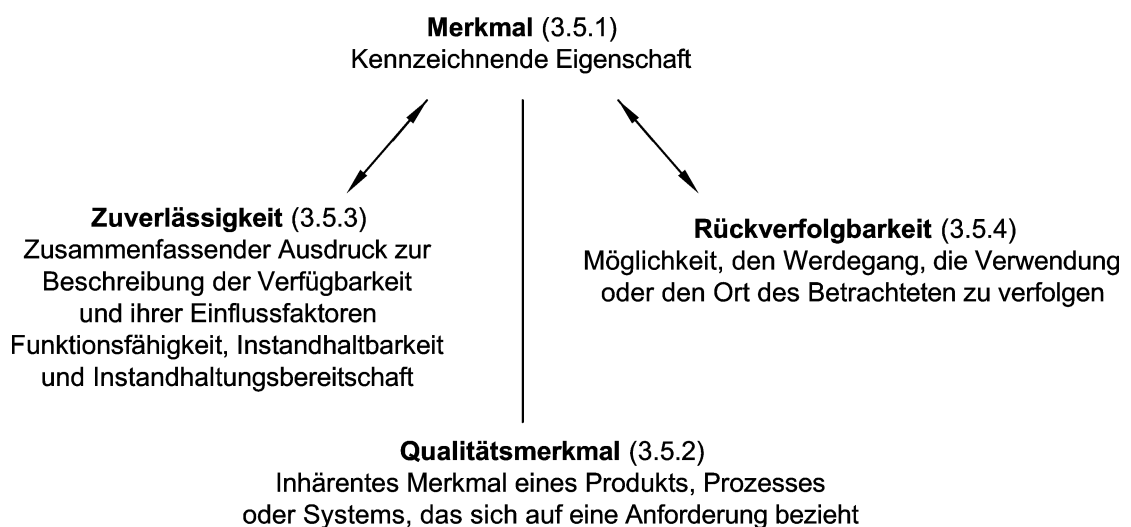 Merkmal (3.5.1)
Kennzeichnende Eigenschaft
Zuverlässigkeit (3.5.3)
Zusammenfassender Ausdruck zur
Beschreibung der Verfügbarkeit
und ihrer Einflussfaktoren
Funktionsfähigkeit, Instandhaltbarkeit
und Instandhaltungsbereitschaft
Rückverfolgbarkeit (3.5.4)
Möglichkeit, den Werdegang, die Verwendung
oder den Ort des Betrachteten zu verfolgen
Qualitätsmerkmal (3.5.2)
Inhärentes Merkmal eines Produkts, Prozesses
oder Systems, das sich auf eine Anforderung bezieht